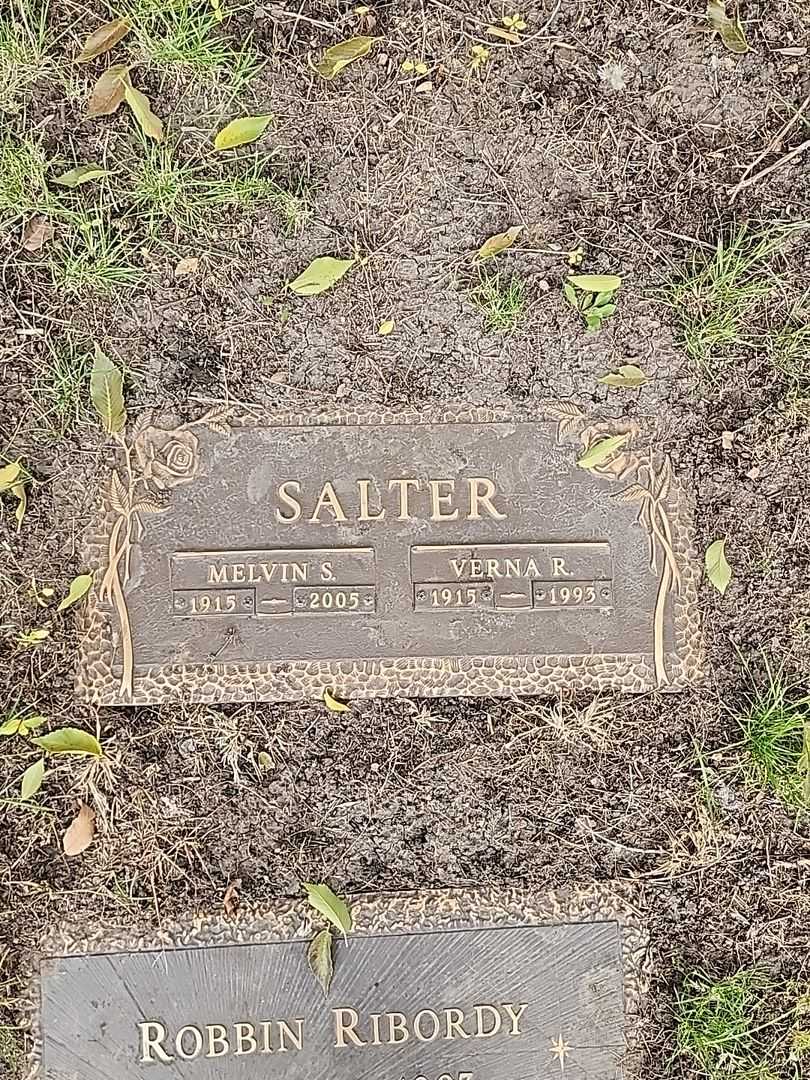 SALTER
MELVIN S. VERNA R.
1915 — 2005 1915 — 1993
ROBBIN RIBORDY